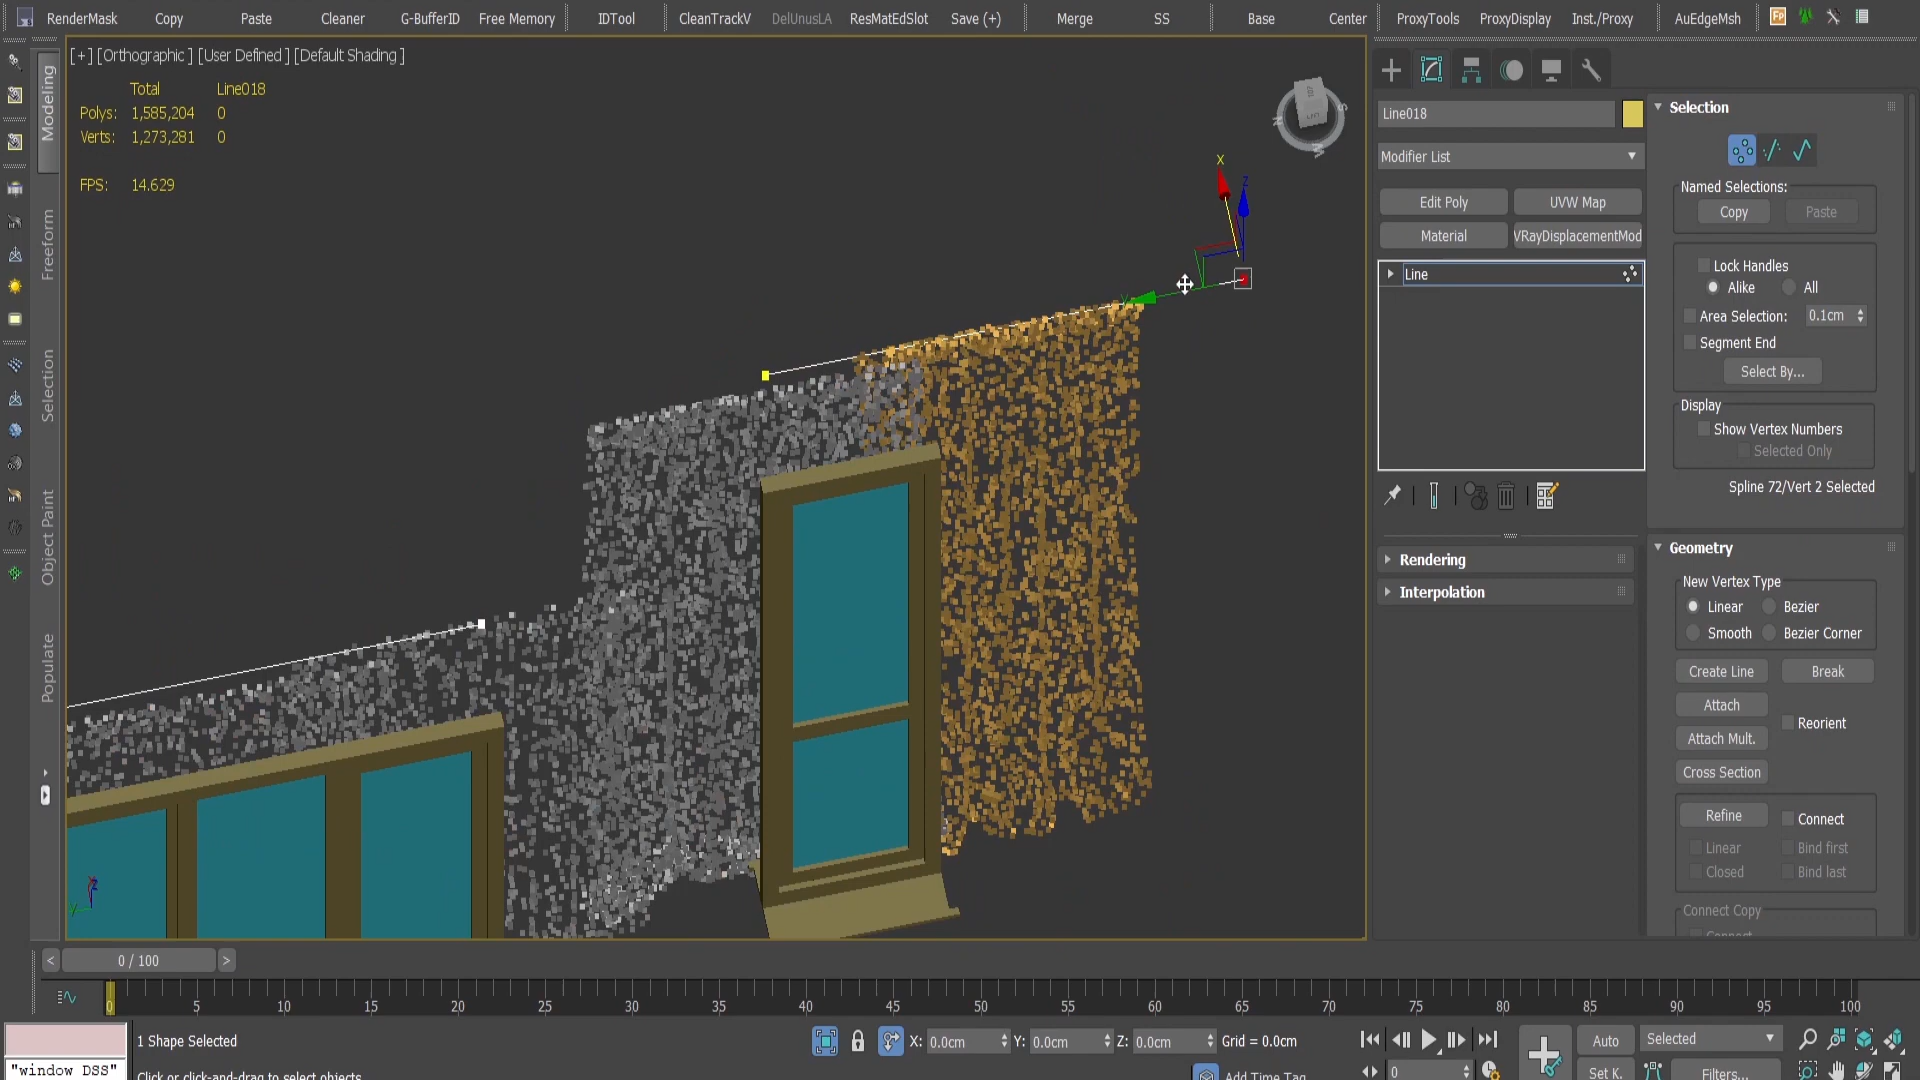 RenderMask Copy Paste Cleaner G-BufferID Free Memory IDTool CleanTrackV DelUnusLA ResMatEdSlot Save (+) Merge SS Base Center ProxyTools ProxyDisplay Inst./Proxy AuEdgeMsh
[+] [Orthographic ] [User Defined ] [Default Shading ]
Total Line018
Polys: 1,585,204 0
Verts: 1,273,281 0
FPS: 14.629
Modeling
Freeform
Selection
Object Paint
Populate
X
Z
Y
Line018
Modifier List
Edit Poly UVW Map
Material VRayDisplacementMod
Line
Rendering
Interpolation
Selection
Named Selections:
Copy Paste
Lock Handles
Alike All
Area Selection: 0.1cm
Segment End
Select By...
Display
Show Vertex Numbers
Selected Only
Spline 72/Vert 2 Selected
Geometry
New Vertex Type
Linear Bezier
Smooth Bezier Corner
Create Line Break
Attach
Reorient
Attach Mult.
Cross Section
Refine Connect
Linear Bind first
Closed Bind last
Connect Copy
Connect
< 0 / 100 >
0 5 10 15 20 25 30 35 40 45 50 55 60 65 70 75 80 85 90 95 100
1 Shape Selected
X: 0.0cm Y: 0.0cm Z: 0.0cm Grid = 0.0cm
Auto Selected
"window DSS"
Click or click-and-drag to select objects
Add Time Tag
0
Set K. Filters...